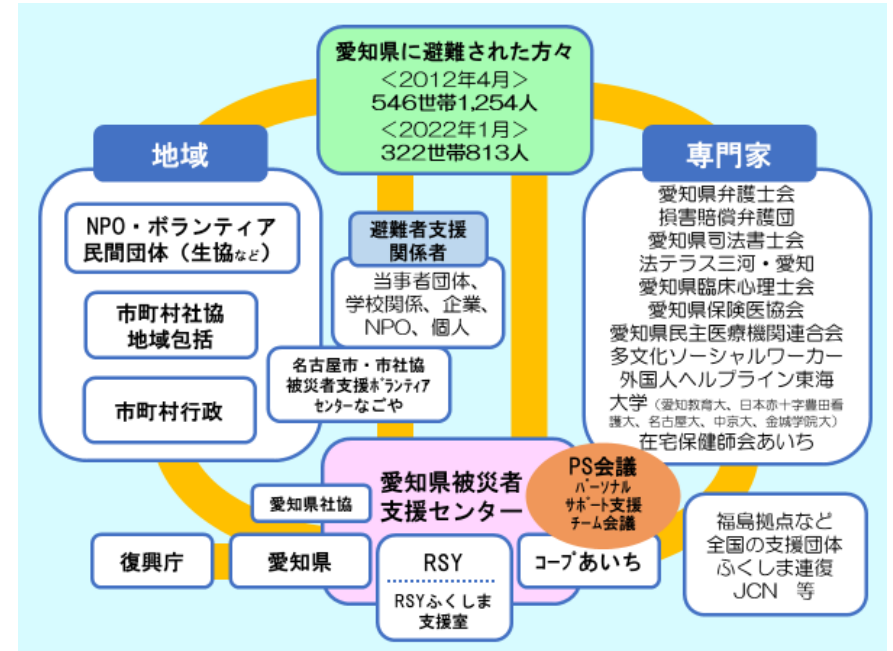 愛知県に避難された方々
＜2012年4月＞
546世帯1,254人
＜2022年1月＞
322世帯813人
地域
NPO・ボランティア
民間団体（生協など）
市町村社協
地域包括
市町村行政
避難者支援
関係者
当事者団体、
学校関係、企業、
NPO、個人
名古屋市・市社協
被災者支援ボランティア
センターなごや
専門家
愛知県弁護士会
損害賠償弁護団
愛知県司法書士会
法テラス三河・愛知
愛知県臨床心理士会
愛知県保険医協会
愛知県民主医療機関連合会
多文化ソーシャルワーカー
外国人ヘルプライン東海
大学（愛知教育大、日本赤十字豊田看
護大、名古屋大、中京大、金城学院大）
在宅保健師会あいち
愛知県被災者
支援センター
PS会議
パーソナル
サポート支援
チーム会議
愛知県社協
復興庁
愛知県
RSY
RSYふくしま
支援室
コープあいち
福島拠点など
全国の支援団体
ふくしま連復
JCN　等